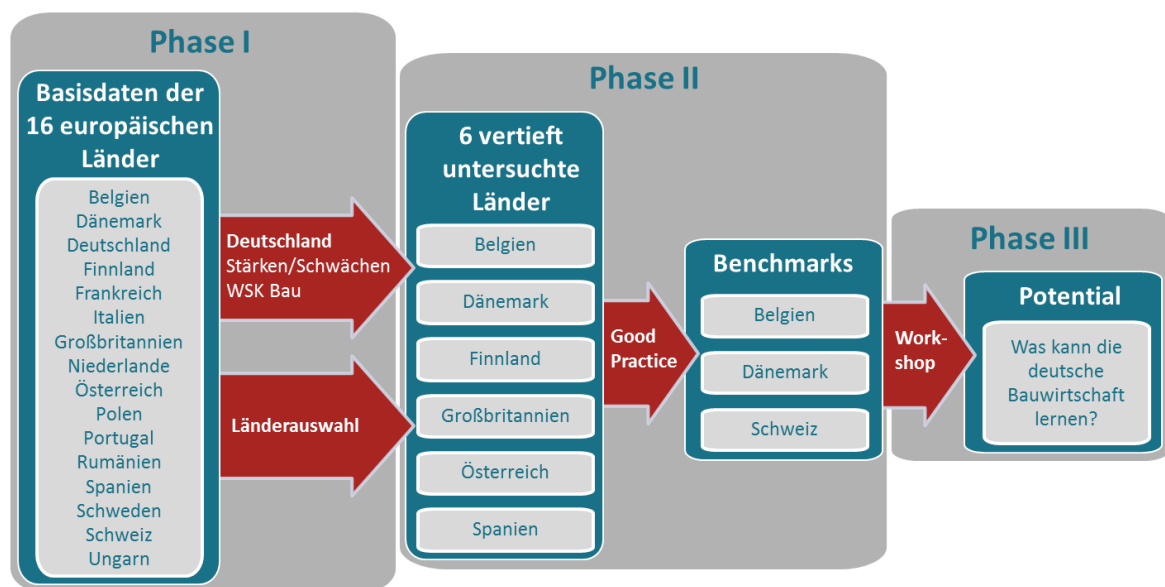 Phase I
Basisdaten der
16 europäischen
Länder
Belgien
Dänemark
Deutschland
Finnland
Frankreich
Italien
Großbritannien
Niederlande
Österreich
Polen
Portugal
Rumänien
Spanien
Schweden
Schweiz
Ungarn
Deutschland
Stärken/Schwächen
WSK Bau
Länderauswahl
Phase II
6 vertieft
untersuchte
Länder
Belgien
Dänemark
Finnland
Großbritannien
Österreich
Spanien
Good
Practice
Benchmarks
Belgien
Dänemark
Schweiz
Work-
shop
Phase III
Potential
Was kann die
deutsche
Bauwirtschaft
lernen?